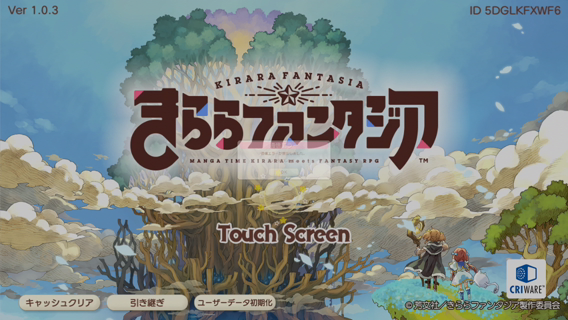 Ver 1.0.3
ID 5DGLKFXWF6
KIRARA FANTASIA
きららファンタジア
MANGA TIME KIRARA meets FANTASY RPG
TM
Touch Screen
キャッシュクリア
引き継ぎ
ユーザーデータ初期化
CRIWARE
©芳文社／きららファンタジア製作委員会